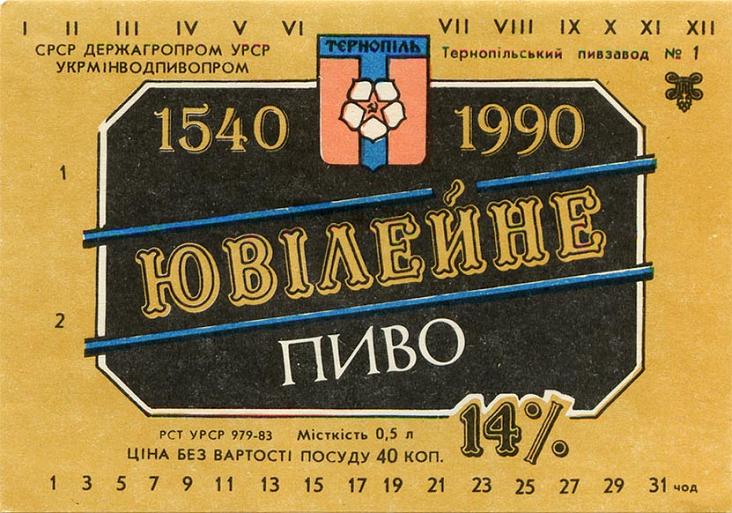 I II III IV V VI VII VIII IX X XI XII
СРСР ДЕРЖАГРОПРОМ УРСР
УКРМІНВОДПИВОПРОМ
ТЕРНОПІЛЬ
Тернопільський пивзавод № 1
1540 1990
1
ЮВІЛЕЙНЕ
2
ПИВО
14%
РСТ УРСР 979-83 Місткість 0,5 л
ЦІНА БЕЗ ВАРТОСТІ ПОСУДУ 40 КОП.
1 3 5 7 9 11 13 15 17 19 21 23 25 27 29 31 чод